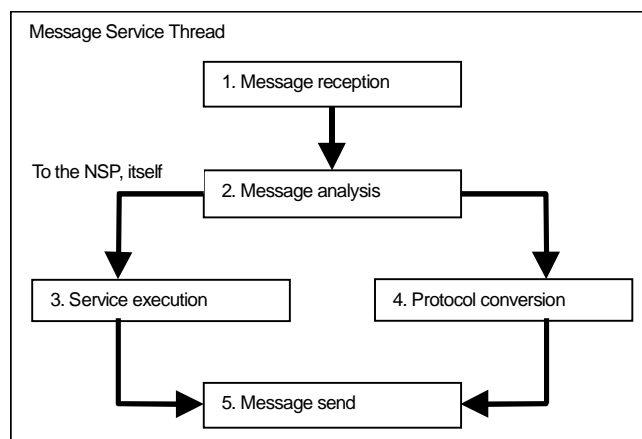 Message Service Thread
1. Message reception
To the NSP, itself
2. Message analysis
3. Service execution
4. Protocol conversion
5. Message send